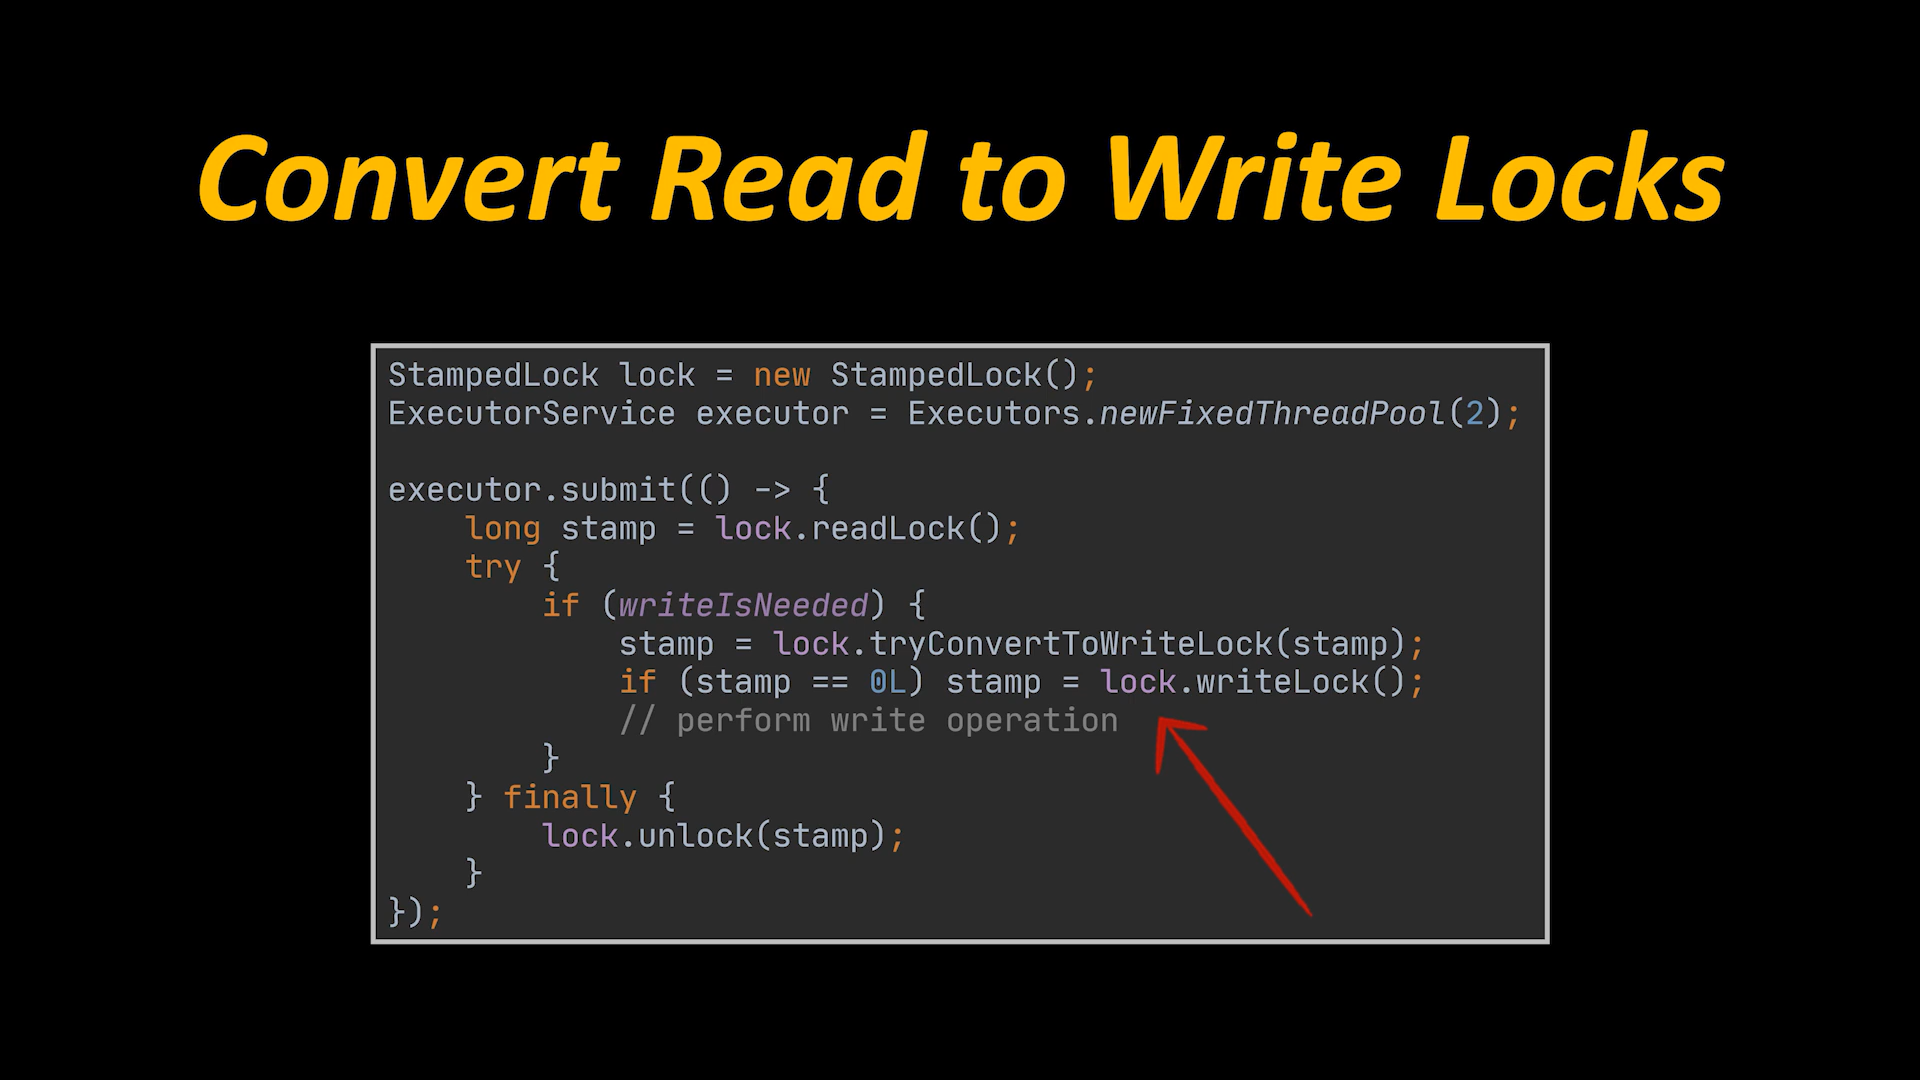 Convert Read to Write Locks
StampedLock lock = new StampedLock();
ExecutorService executor = Executors.newFixedThreadPool(2);
executor.submit(() -> {
long stamp = lock.readLock();
try {
if (writeIsNeeded) {
stamp = lock.tryConvertToWriteLock(stamp);
if (stamp == 0L) stamp = lock.writeLock();
// perform write operation
}
} finally {
lock.unlock(stamp);
}
});